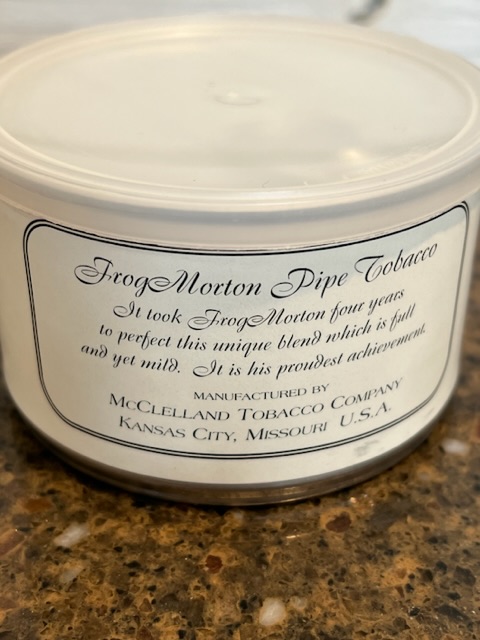 FrogMorton Pipe Tobacco
It took FrogMorton four years
to perfect this unique blend which is full
and yet mild. It is his proudest achievement.
MANUFACTURED BY
McClelland Tobacco Company
Kansas City, Missouri U.S.A.